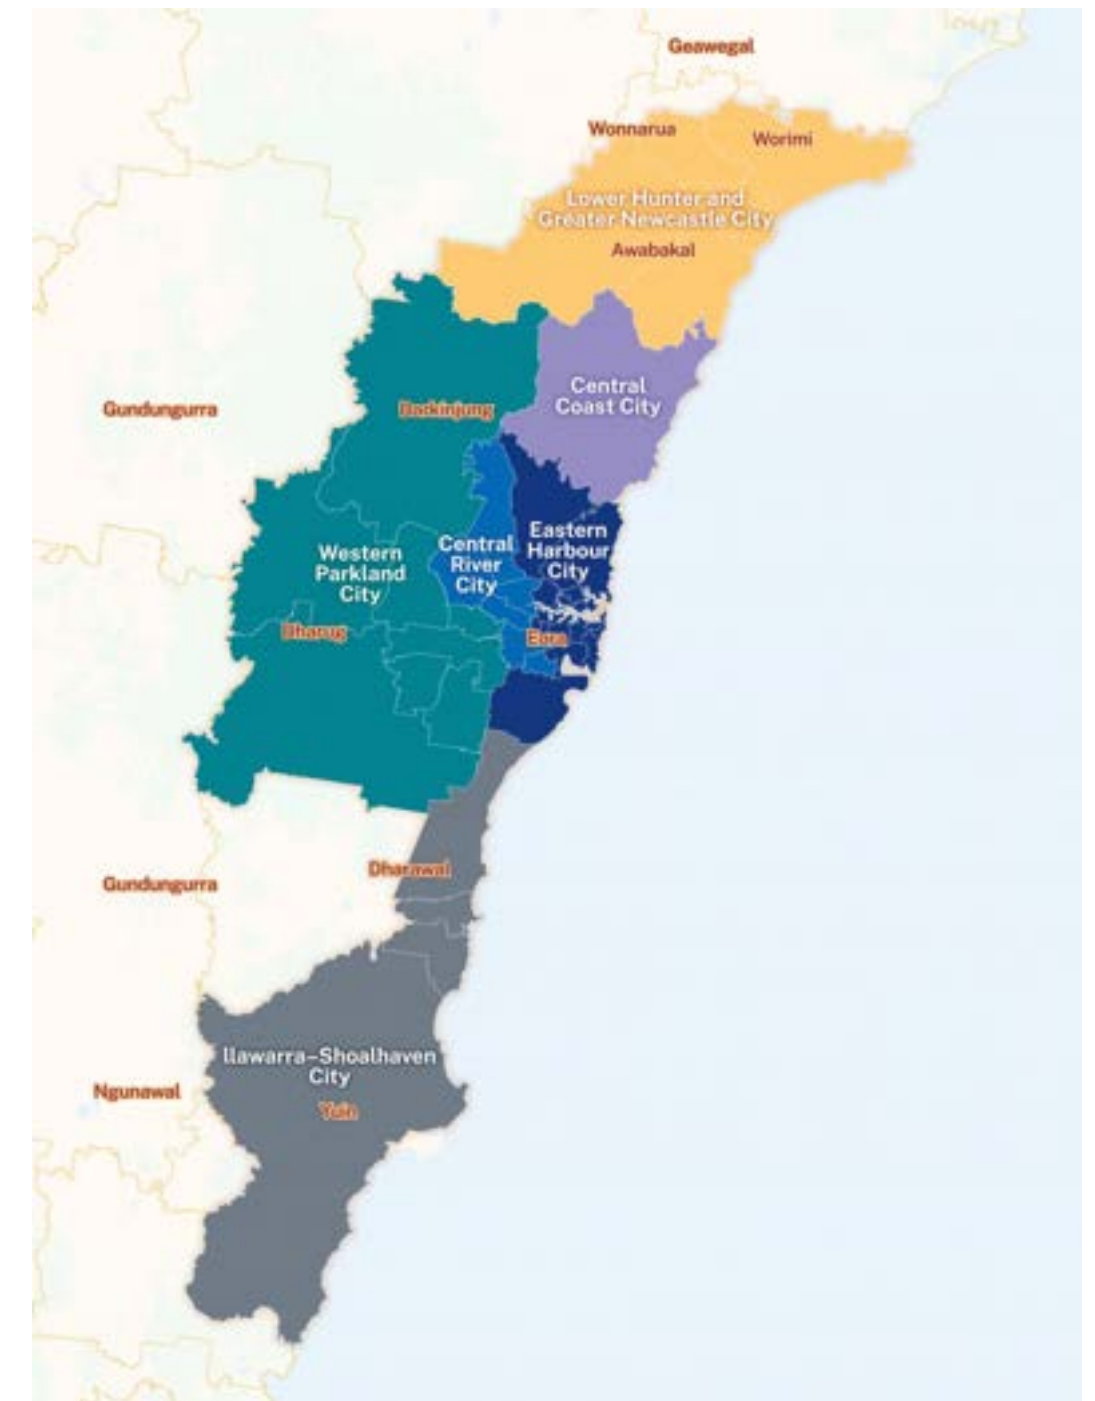 Geawegal
Wonnarua
Worimi
Lower Hunter and
Greater Newcastle City
Awabakal
Central
Coast City
Gundungurra
Darkinjung
Eastern
Harbour
City
Central
River
City
Western
Parkland
City
Dharug
Eora
Dharawal
Gundungurra
Illawarra–Shoalhaven
City
Ngunawal
Yuin